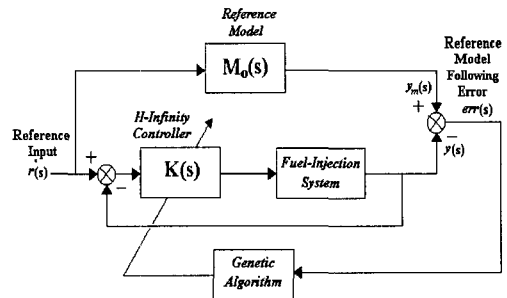 Reference
Model
M₀(s)
Reference
Model
Following
Error
err(s)
yₘ(s)
+
−
y(s)
H-Infinity
Controller
K(s)
Fuel-Injection
System
Reference
Input
r(s)
+
−
Genetic
Algorithm